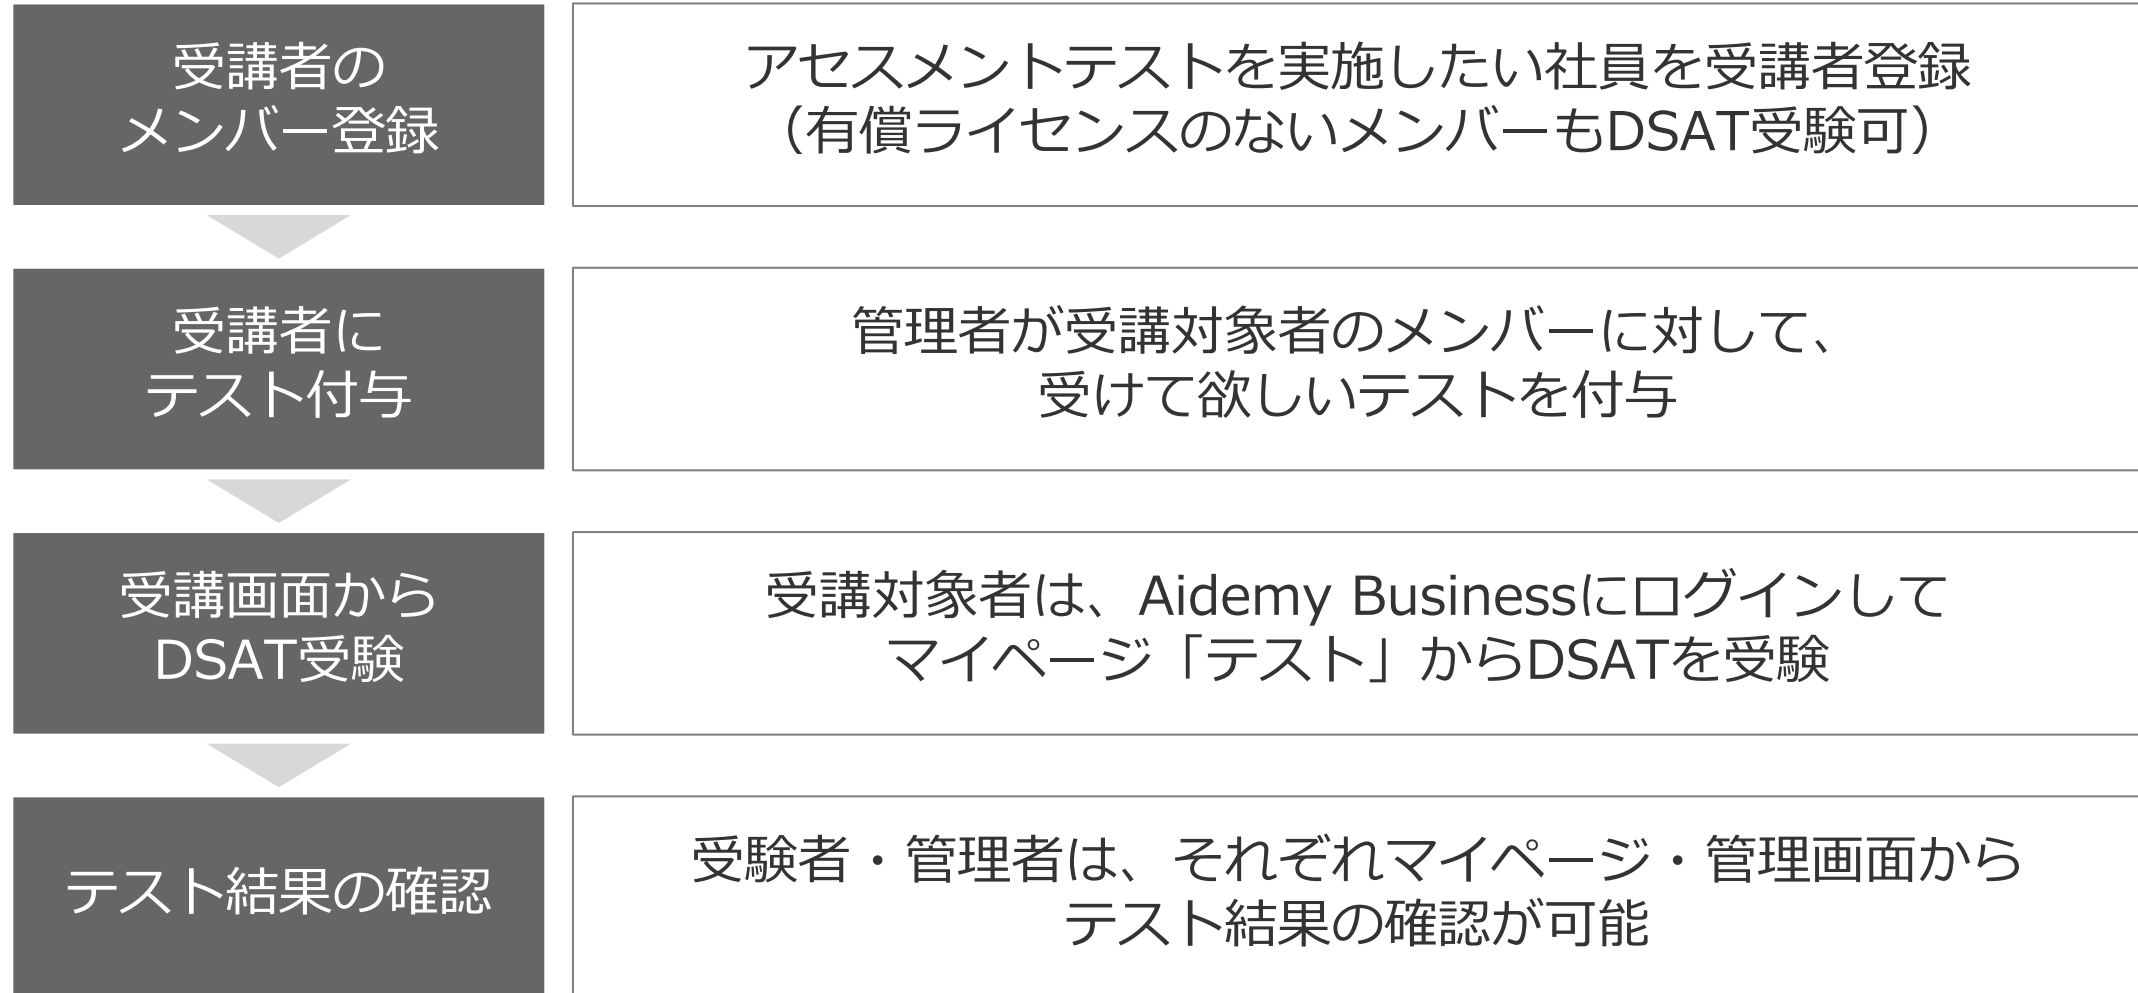 受講者の
メンバー登録
アセスメントテストを実施したい社員を受講者登録
（有償ライセンスのないメンバーもDSAT受験可）
受講者に
テスト付与
管理者が受講対象者のメンバーに対して、
受けて欲しいテストを付与
受講画面から
DSAT受験
受講対象者は、Aidemy Businessにログインして
マイページ「テスト」からDSATを受験
テスト結果の確認
受験者・管理者は、それぞれマイページ・管理画面から
テスト結果の確認が可能